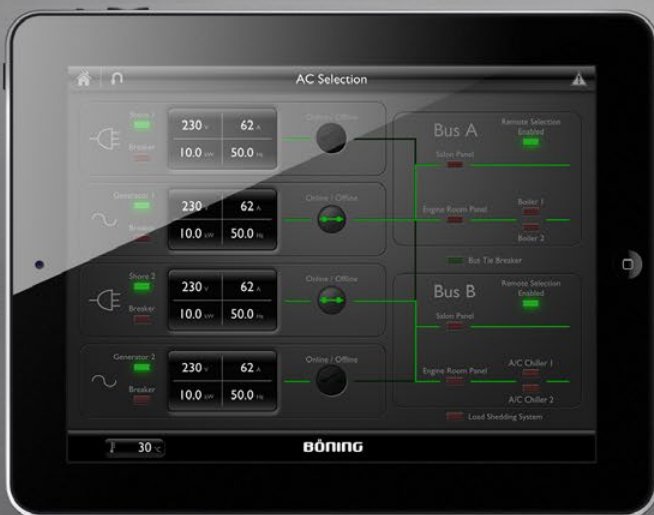 AC Selection
Shore 1
Breaker
230 v 62 A
10.0 kW 50.0 Hz
Online / Offline
Generator 1
Breaker
230 v 62 A
10.0 kW 50.0 Hz
Online / Offline
Shore 2
Breaker
230 v 62 A
10.0 kW 50.0 Hz
Online / Offline
Generator 2
Breaker
230 v 62 A
10.0 kW 50.0 Hz
Online / Offline
Bus A
Remote Selection
Enabled
Salon Panel
Engine Room Panel
Boiler 1
Boiler 2
Bus Tie Breaker
Bus B
Remote Selection
Enabled
Salon Panel
Engine Room Panel
A/C Chiller 1
A/C Chiller 2
Load Shedding System
30 °C
BÖNING